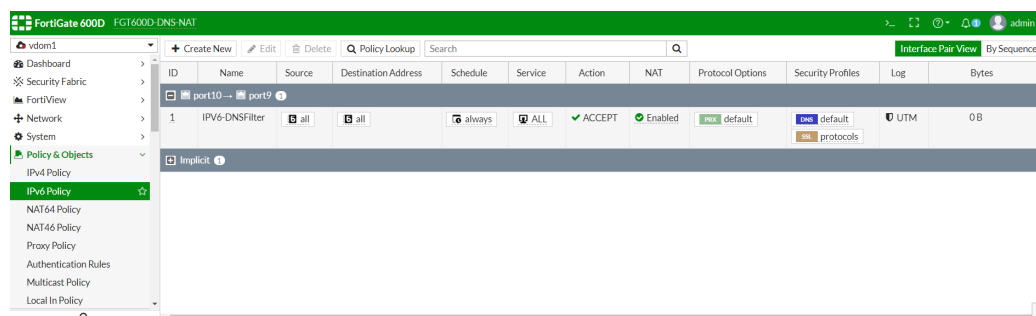 FortiGate 600D FGT600D-DNS-NAT >_ 1 admin
vdom1 Create New Edit Delete Policy Lookup Search Interface Pair View By Sequence
Dashboard
Security Fabric
FortiView
Network
System
Policy & Objects
IPv4 Policy
IPv6 Policy
NAT64 Policy
NAT46 Policy
Proxy Policy
Authentication Rules
Multicast Policy
Local In Policy
ID Name Source Destination Address Schedule Service Action NAT Protocol Options Security Profiles Log Bytes
port10 → port9 1
1 IPV6-DNSFilter all all always ALL ACCEPT Enabled PRX default DNS default UTM 0 B
SSL protocols
Implicit 1